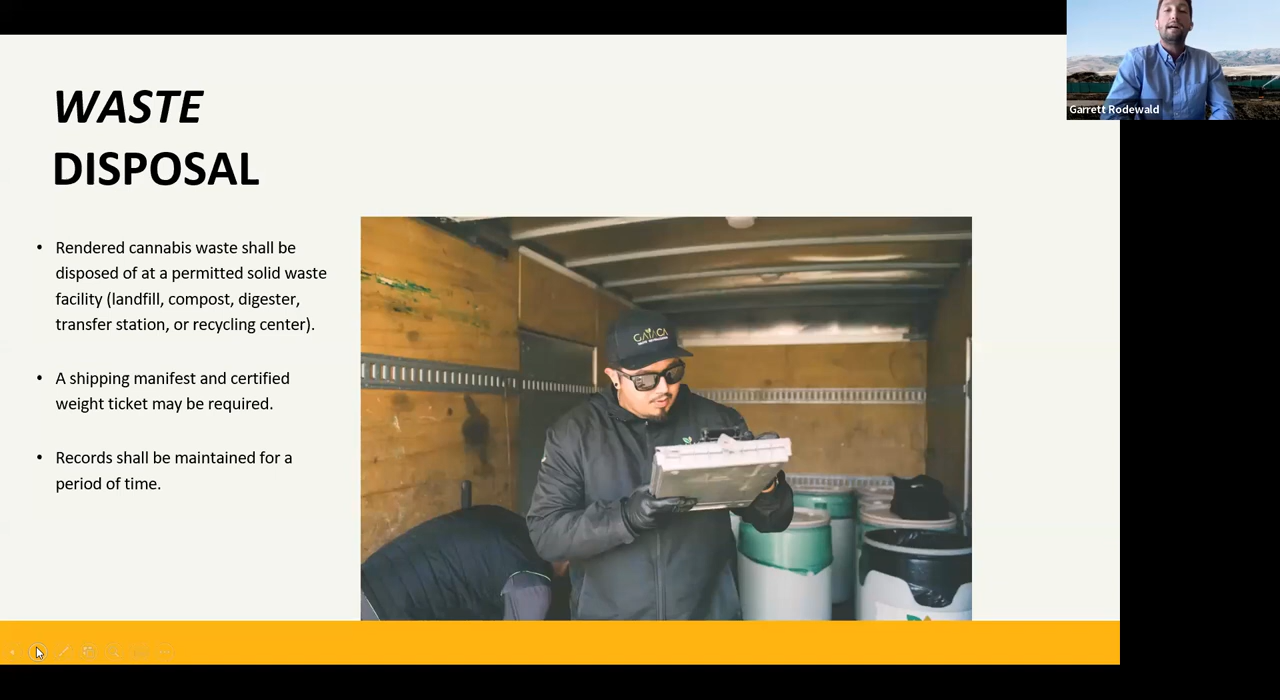 WASTE
DISPOSAL
• Rendered cannabis waste shall be
disposed of at a permitted solid waste
facility (landfill, compost, digester,
transfer station, or recycling center).
• A shipping manifest and certified
weight ticket may be required.
• Records shall be maintained for a
period of time.
GAIACA
Garrett Rodewald